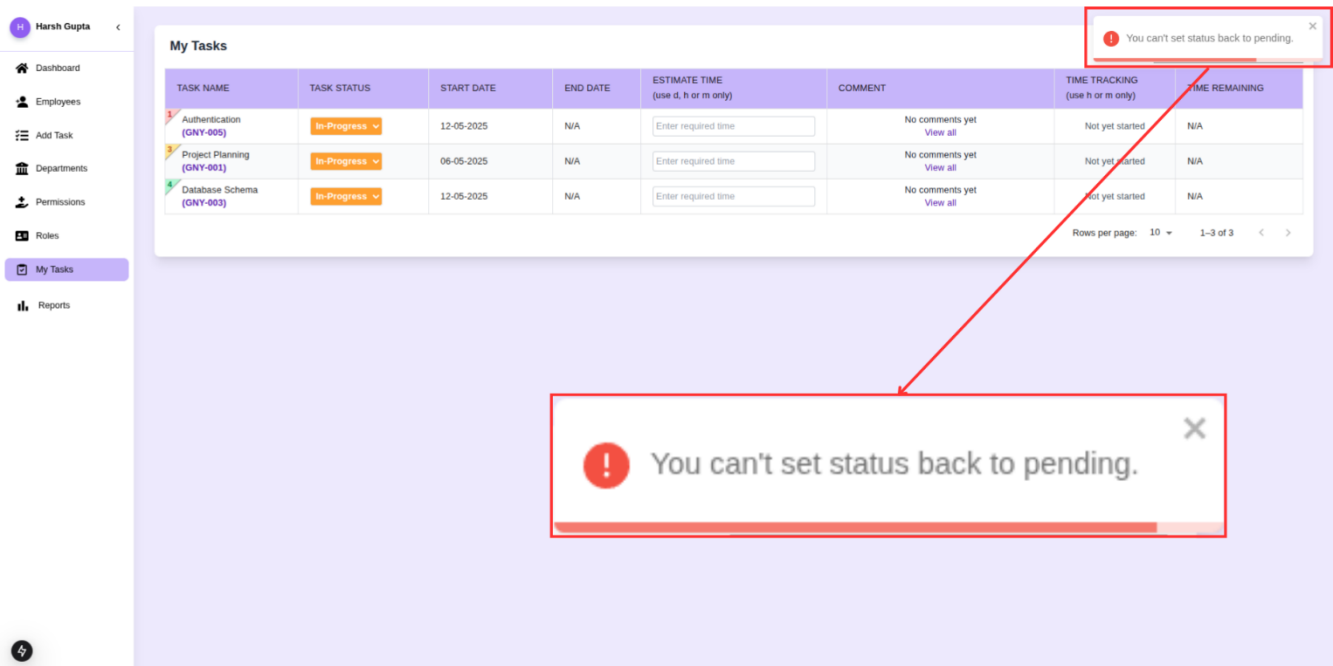 H Harsh Gupta
Dashboard
Employees
Add Task
Departments
Permissions
Roles
My Tasks
Reports
My Tasks
You can't set status back to pending.
TASK NAME TASK STATUS START DATE END DATE ESTIMATE TIME COMMENT TIME TRACKING TIME REMAINING
(use d, h or m only) (use h or m only)
1 Authentication In-Progress 12-05-2025 N/A Enter required time No comments yet Not yet started N/A
(GNY-005) View all
3 Project Planning In-Progress 06-05-2025 N/A Enter required time No comments yet Not yet started N/A
(GNY-001) View all
4 Database Schema In-Progress 12-05-2025 N/A Enter required time No comments yet Not yet started N/A
(GNY-003) View all
Rows per page: 10 1–3 of 3
You can't set status back to pending.